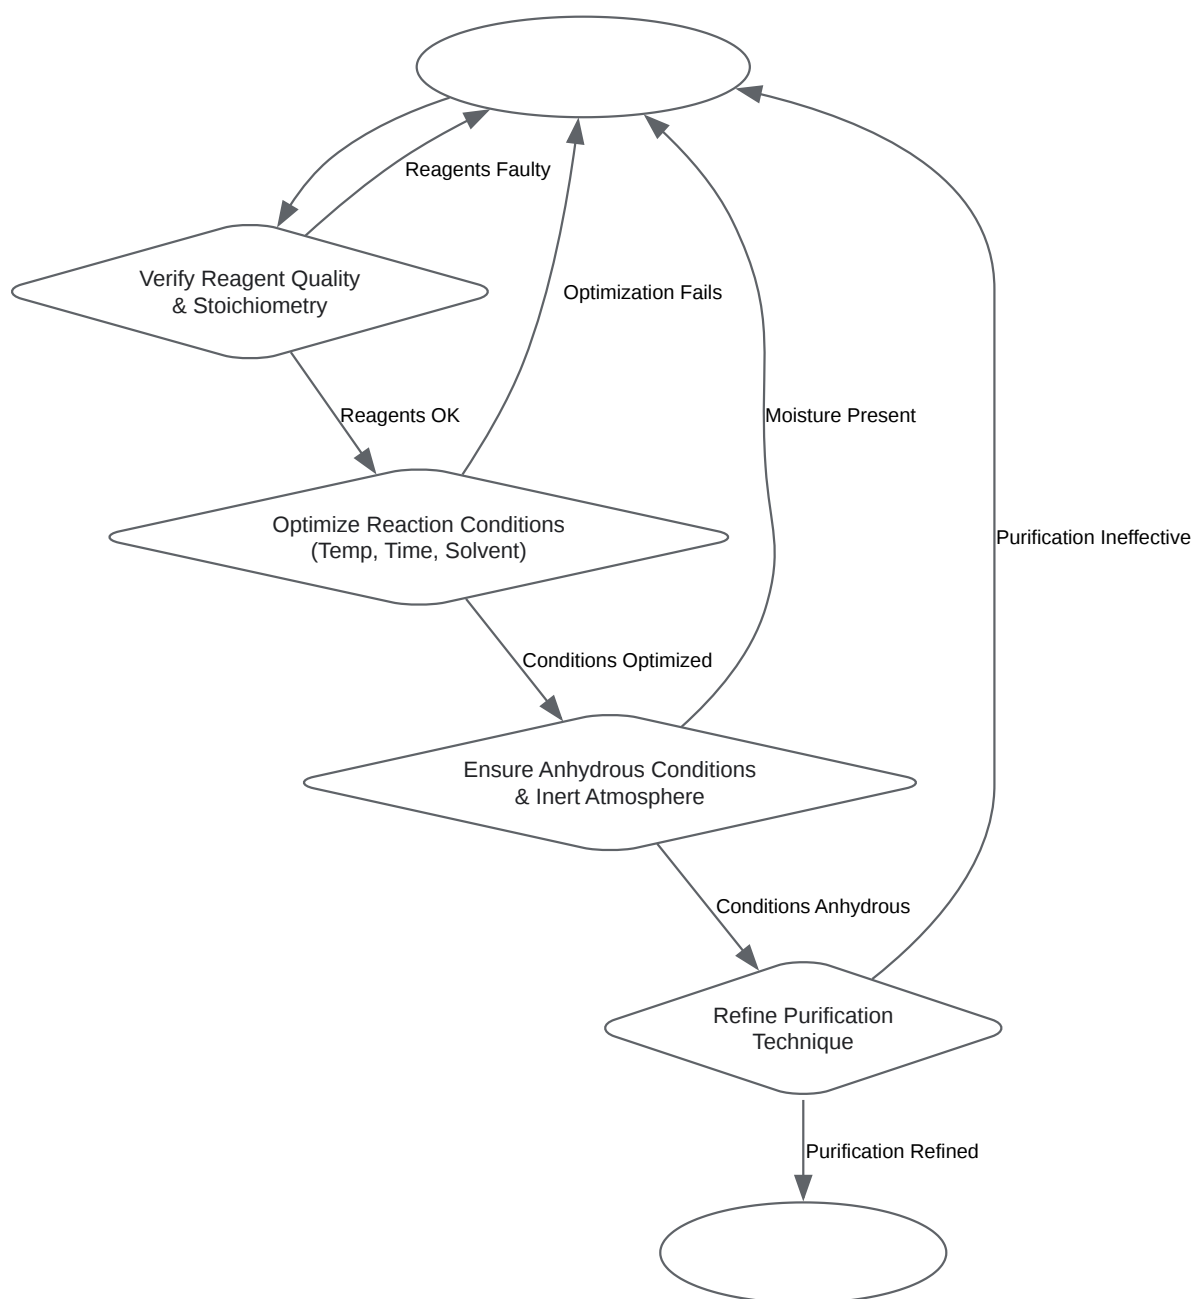 Reagents Faulty
Verify Reagent Quality
& Stoichiometry
Optimization Fails
Reagents OK
Moisture Present
Optimize Reaction Conditions
(Temp, Time, Solvent)
Purification Ineffective
Conditions Optimized
Ensure Anhydrous Conditions
& Inert Atmosphere
Conditions Anhydrous
Refine Purification
Technique
Purification Refined